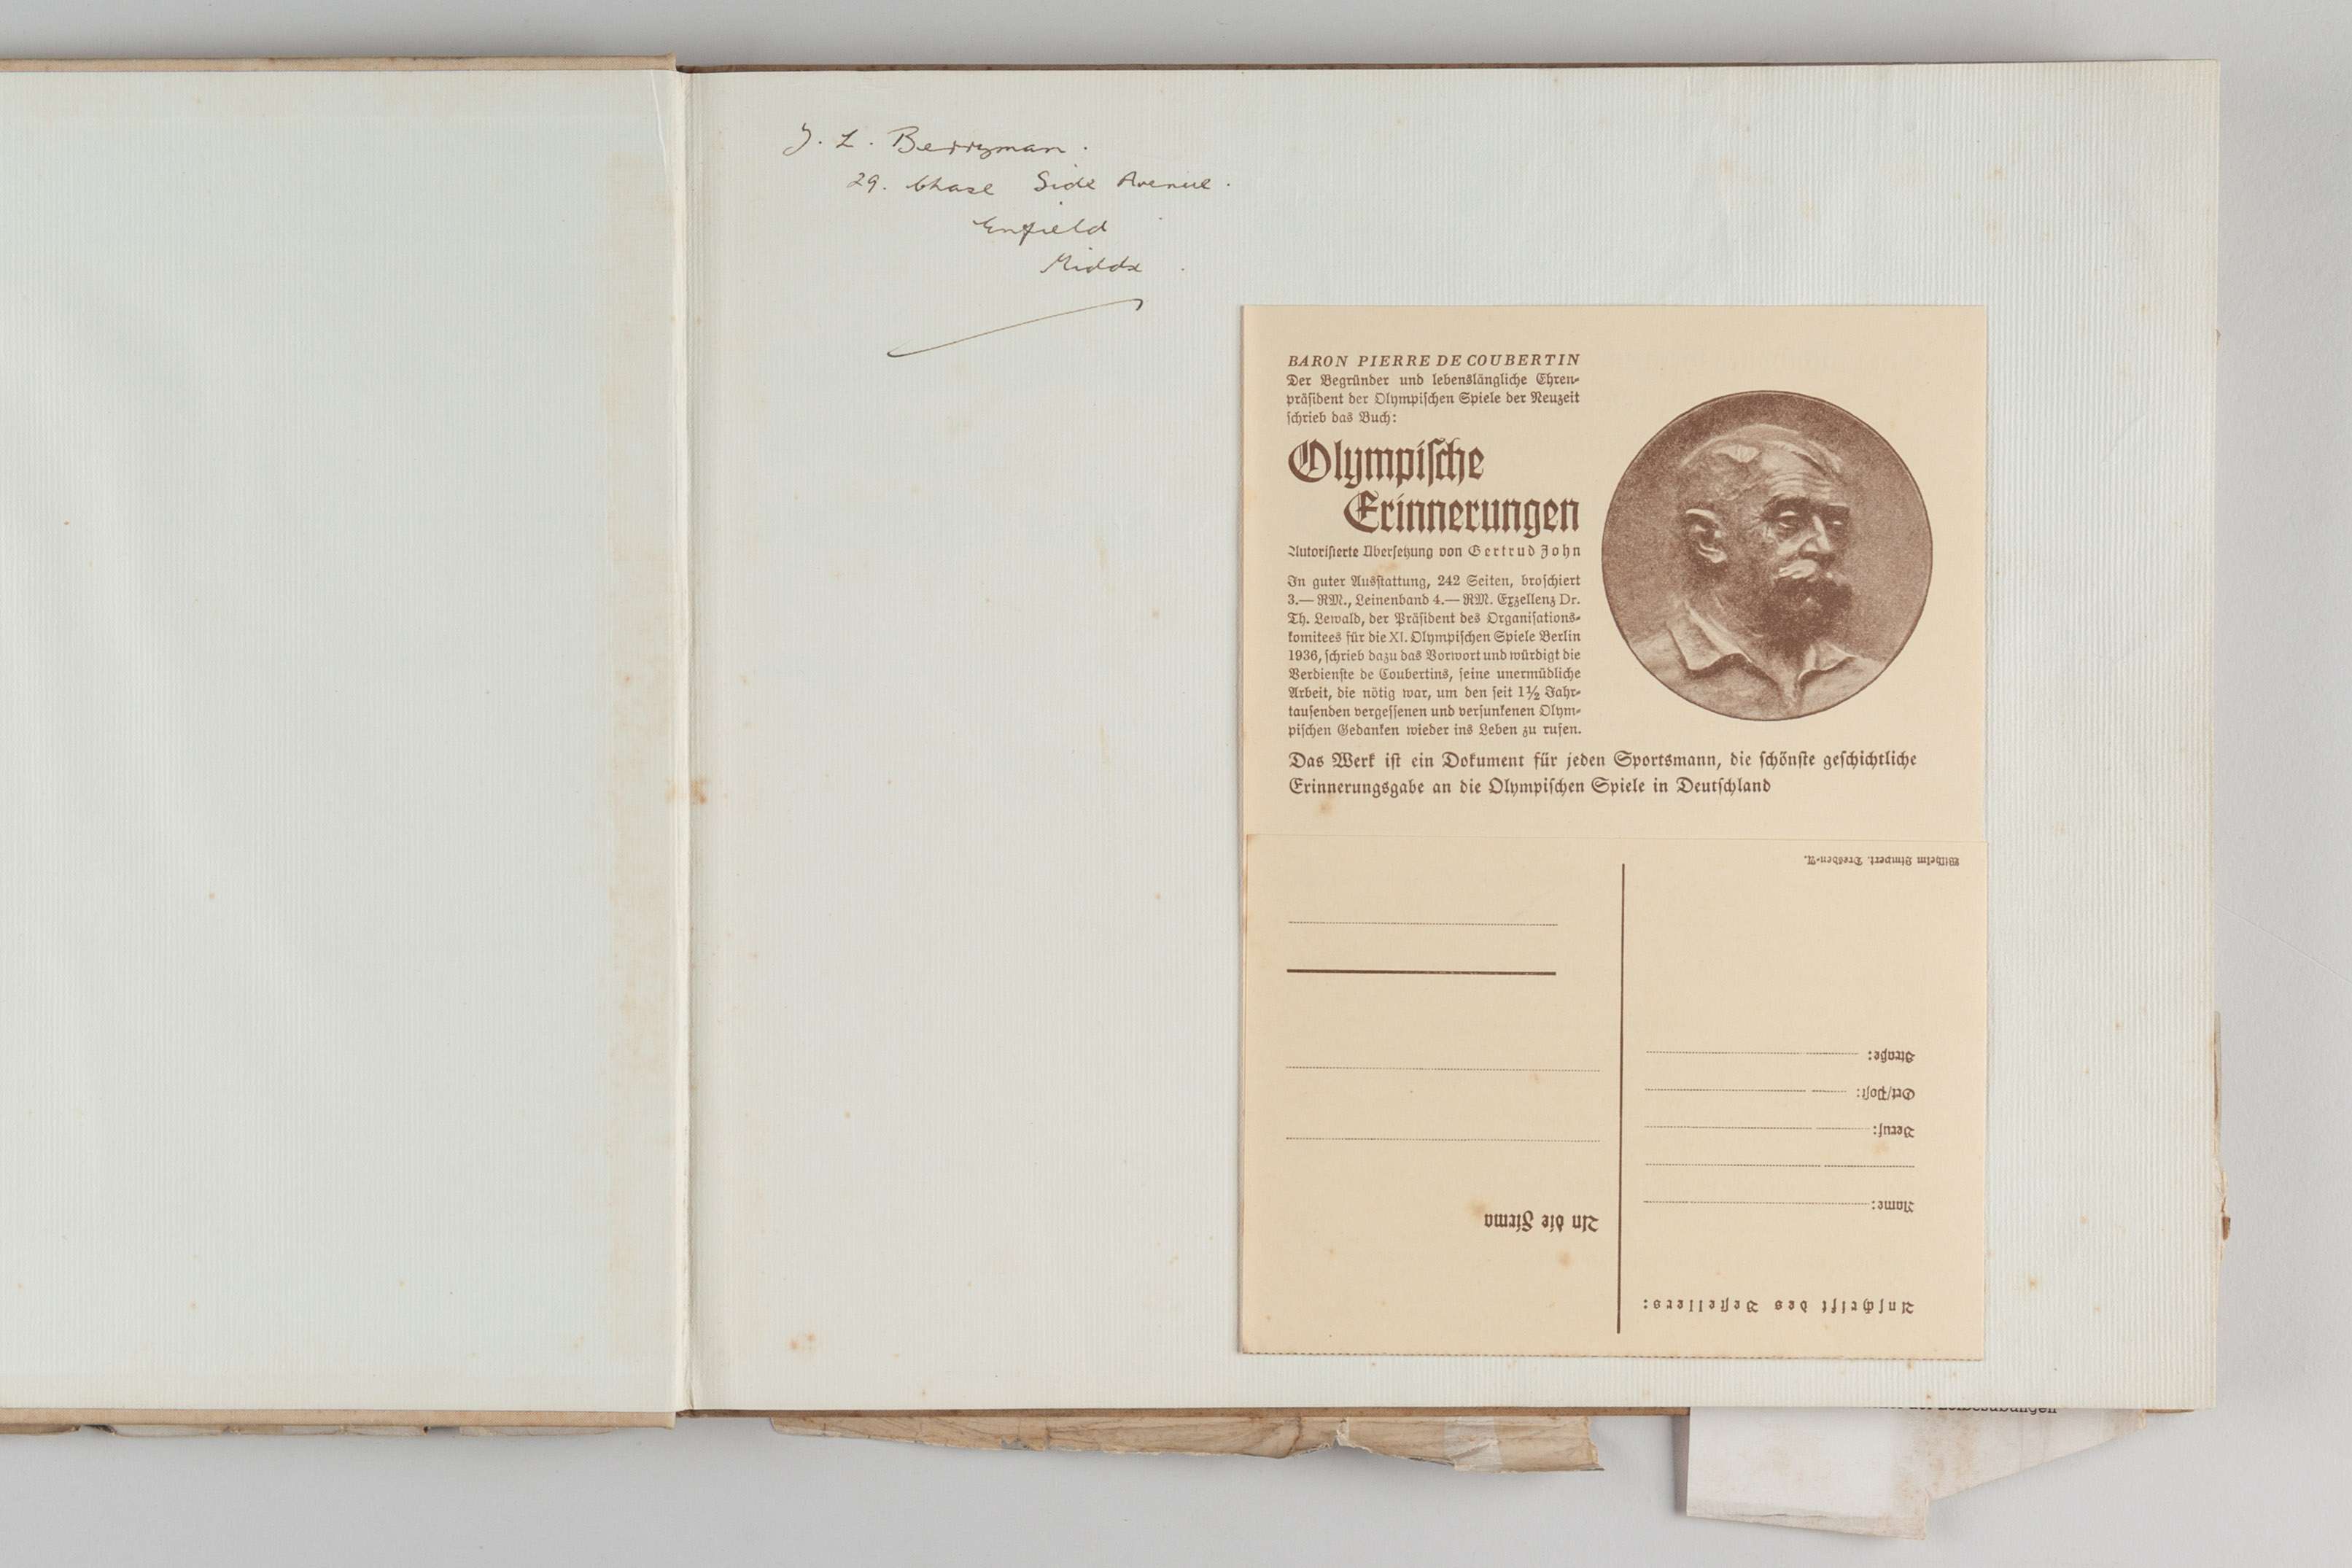 J. L. Berryman.
29. Chase Side Avenue.
Enfield
Middx.
BARON PIERRE DE COUBERTIN
Der Begründer und lebenslängliche Ehren-
präsident der Olympischen Spiele der Neuzeit
schrieb das Buch:
Olympische
Erinnerungen
Autorisierte Übersetzung von Gertrud John
In guter Ausstattung, 242 Seiten, broschiert
3.— RM., Leinenband 4.— RM. Exzellenz Dr.
Th. Lewald, der Präsident des Organisations-
komitees für die XI. Olympischen Spiele Berlin
1936, schrieb dazu das Vorwort und würdigt die
Verdienste de Coubertins, seine unermüdliche
Arbeit, die nötig war, um den seit 1½ Jahr-
tausenden vergessenen und versunkenen Olym-
pischen Gedanken wieder ins Leben zu rufen.
Das Werk ist ein Dokument für jeden Sportsmann, die schönste geschichtliche
Erinnerungsgabe an die Olympischen Spiele in Deutschland
Anschrift des Bestellers:
Name:
Beruf:
Ort/Post:
Straße:
Wilhelm Limpert, Dresden-A.
An die Firma
Leibesübungen